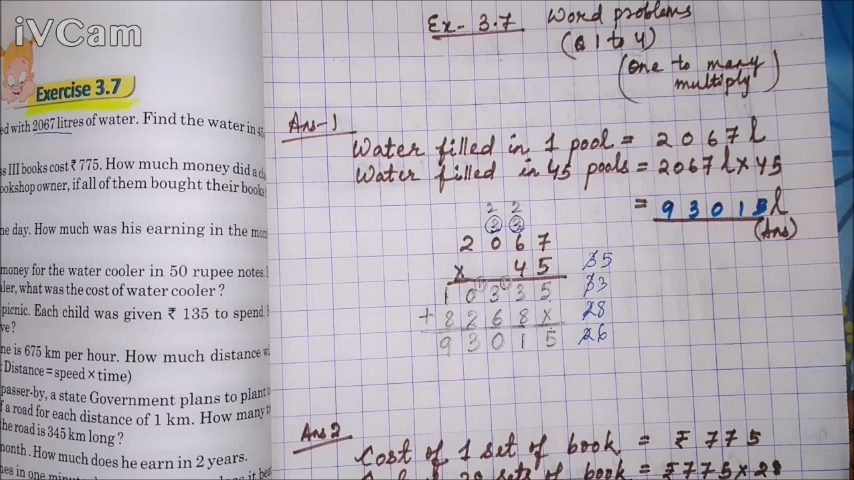 iVCam
Exercise 3.7
ed with 2067 litres of water. Find the water in 45
ss III books cost ₹ 775. How much money did a
ookshop owner, if all of them bought their books
ne day. How much was his earning in the
money for the water cooler in 50 rupee notes.
ler, what was the cost of water cooler ?
picnic. Each child was given ₹ 135 to spend.
ve?
ne is 675 km per hour. How much distance
: Distance = speed × time)
passer-by, a state Government plans to plant
f a road for each distance of 1 km. How many
he road is 345 km long ?
month. How much does he earn in 2 years.
Ex- 3.7 Word problems
(Q 1 to 4)
(one to many
multiply)
Ans-1
Water filled in 1 pool = 2067 l
Water filled in 45 pools = 2067 l × 45
= 93015 l
(Ans)
2 2
3 3
2 0 6 7
× 4 5
1 0 3 3 5
+ 8 2 6 8 ×
9 3 0 1 5
35
33
28
26
Ans 2
Cost of 1 set of book = ₹ 775
sets of book = ₹ 775 × 28